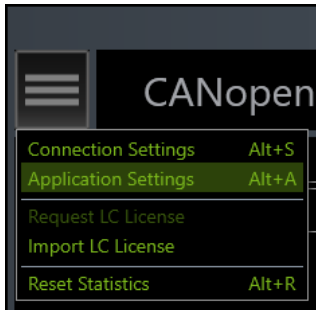 CANopen
Connection Settings Alt+S
Application Settings Alt+A
Request LC License
Import LC License
Reset Statistics Alt+R